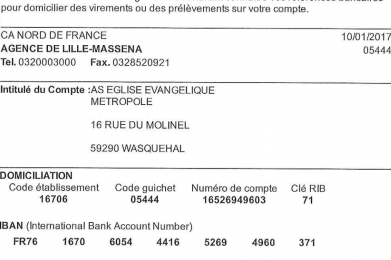 pour domicilier des virements ou des prélèvements sur votre compte.
CA NORD DE FRANCE 10/01/2017
AGENCE DE LILLE-MASSENA 05444
Tel. 0320003000 Fax. 0328520921
Intitulé du Compte :AS EGLISE EVANGELIQUE
METROPOLE
16 RUE DU MOLINEL
59290 WASQUEHAL
DOMICILIATION
Code établissement Code guichet Numéro de compte Clé RIB
16706 05444 16526949603 71
IBAN (International Bank Account Number)
FR76 1670 6054 4416 5269 4960 371